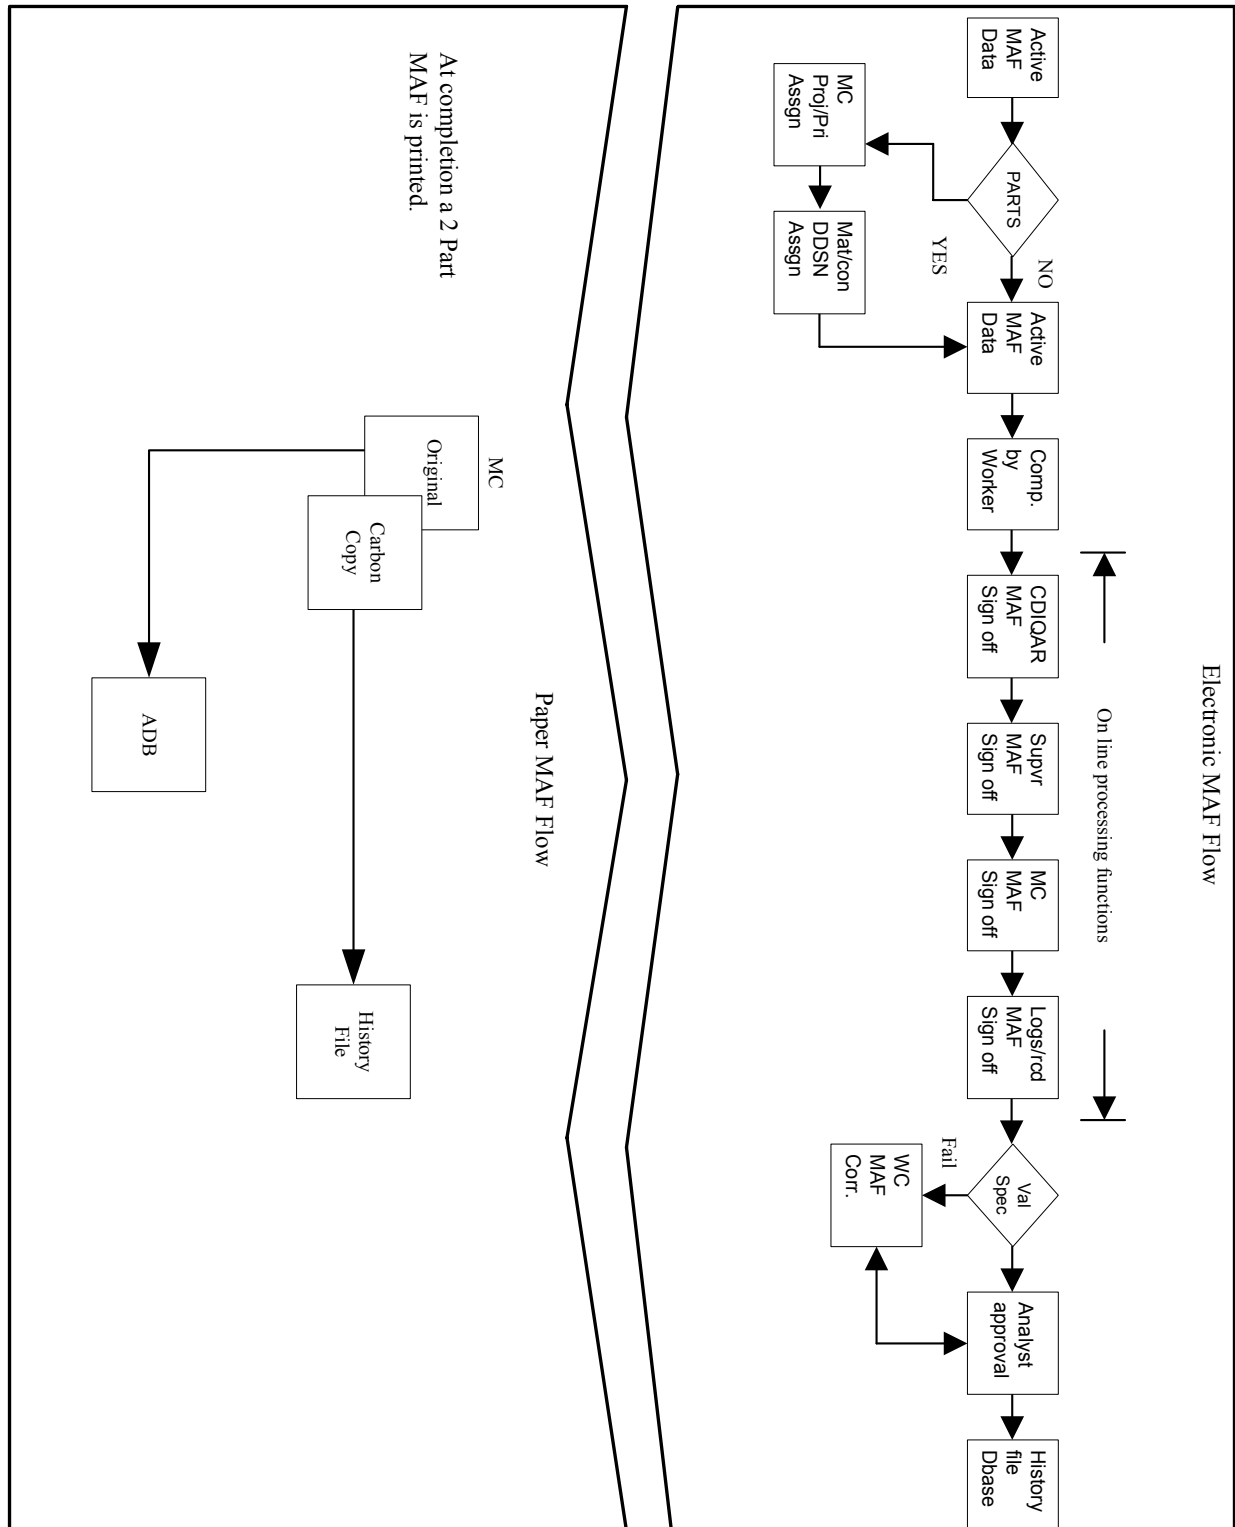 Electronic MAF Flow
On line processing functions
Active
MAF
Data
PARTS
NO
YES
MC
Proj/Pri
Assgn
Mat/con
DDSN
Assgn
Active
MAF
Data
Comp.
by
Worker
CDIQAR
MAF
Sign off
Supvr
MAF
Sign off
MC
MAF
Sign off
Logs/rcd
MAF
Sign off
Val
Spec
Fail
WC
MAF
Corr.
Analyst
approval
History
file
Dbase
Paper MAF Flow
At completion a 2 Part
MAF is printed.
MC
Original
Carbon
Copy
History
File
ADB